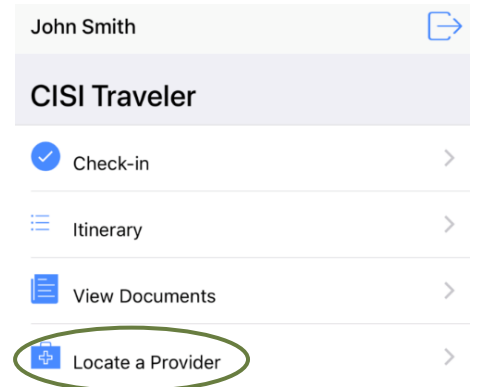 John Smith
CISI Traveler
Check-in
Itinerary
View Documents
Locate a Provider